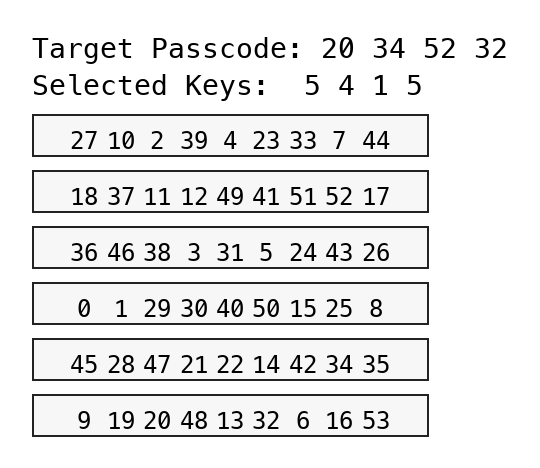 Target Passcode: 20 34 52 32
Selected Keys: 5 4 1 5
27 10 2 39 4 23 33 7 44
18 37 11 12 49 41 51 52 17
36 46 38 3 31 5 24 43 26
0 1 29 30 40 50 15 25 8
45 28 47 21 22 14 42 34 35
9 19 20 48 13 32 6 16 53